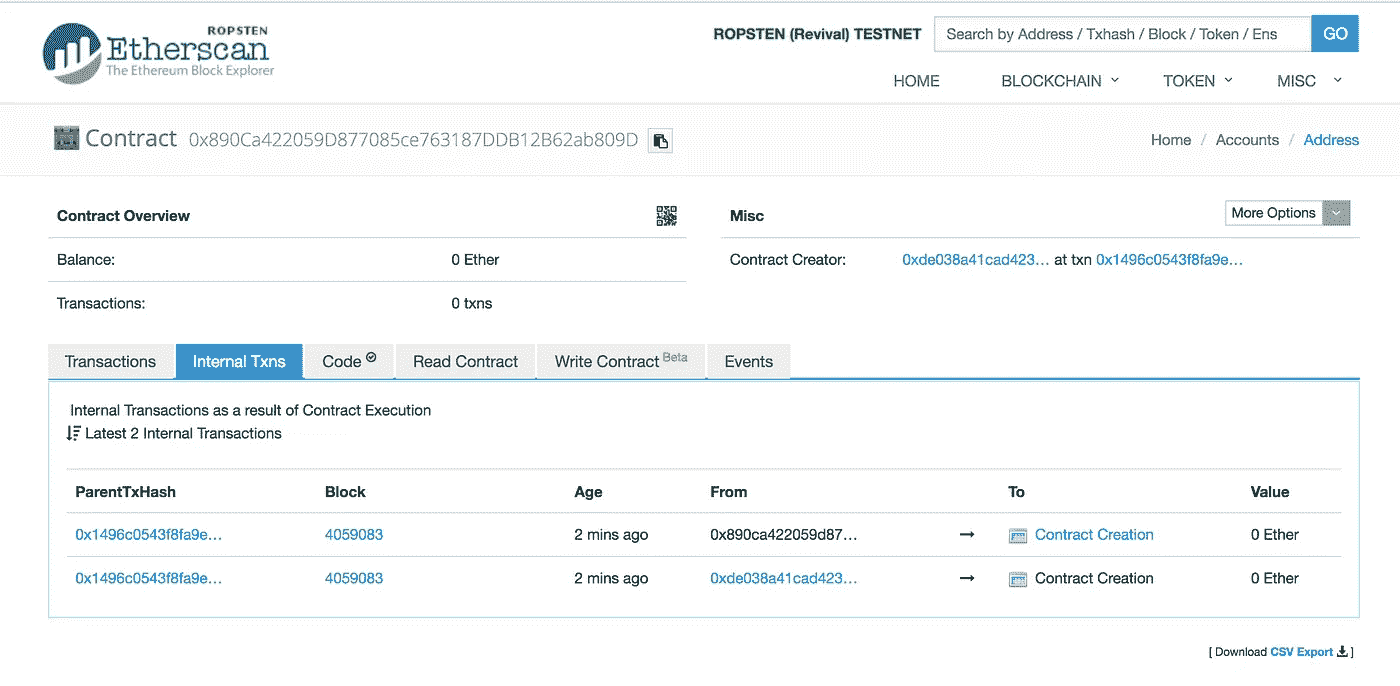 ROPSTEN
Etherscan
The Ethereum Block Explorer
ROPSTEN (Revival) TESTNET
Search by Address / Txhash / Block / Token / Ens
GO
HOME BLOCKCHAIN TOKEN MISC
Contract 0x890Ca422059D877085ce763187DDB12B62ab809D
Home / Accounts / Address
Contract Overview
Balance: 0 Ether
Transactions: 0 txns
Misc
More Options
Contract Creator: 0xde038a41cad423... at txn 0x1496c0543f8fa9e...
Transactions Internal Txns Code Read Contract Write Contract Beta Events
Internal Transactions as a result of Contract Execution
Latest 2 Internal Transactions
ParentTxHash Block Age From To Value
0x1496c0543f8fa9e... 4059083 2 mins ago 0x890ca422059d87... → Contract Creation 0 Ether
0x1496c0543f8fa9e... 4059083 2 mins ago 0xde038a41cad423... → Contract Creation 0 Ether
[ Download CSV Export ]